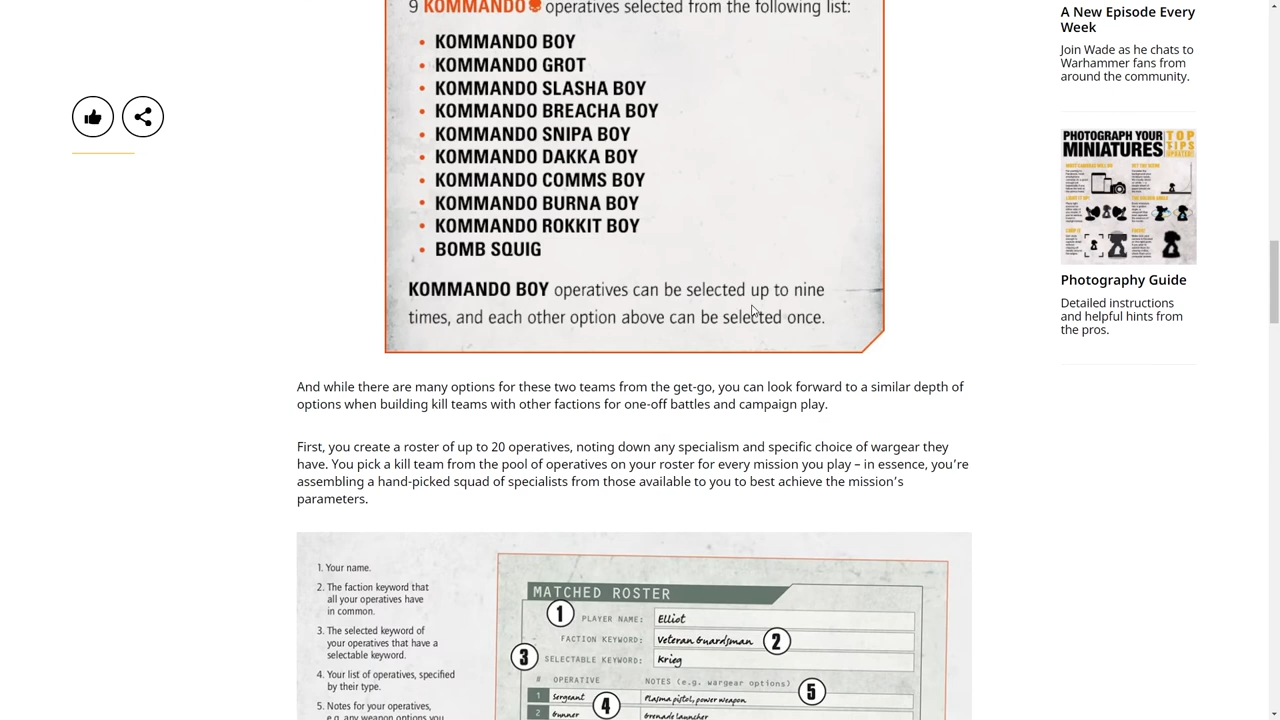 9 KOMMANDO operatives selected from the following list:
• KOMMANDO BOY
• KOMMANDO GROT
• KOMMANDO SLASHA BOY
• KOMMANDO BREACHA BOY
• KOMMANDO SNIPA BOY
• KOMMANDO DAKKA BOY
• KOMMANDO COMMS BOY
• KOMMANDO BURNA BOY
• KOMMANDO ROKKIT BOY
• BOMB SQUIG
KOMMANDO BOY operatives can be selected up to nine
times, and each other option above can be selected once.
And while there are many options for these two teams from the get-go, you can look forward to a similar depth of
options when building kill teams with other factions for one-off battles and campaign play.
First, you create a roster of up to 20 operatives, noting down any specialism and specific choice of wargear they
have. You pick a kill team from the pool of operatives on your roster for every mission you play – in essence, you’re
assembling a hand-picked squad of specialists from those available to you to best achieve the mission’s
parameters.
1. Your name.
2. The faction keyword that
all your operatives have
in common.
3. The selected keyword of
your operatives that have a
selectable keyword.
4. Your list of operatives, specified
by their type.
5. Notes for your operatives,
e.g. any weapon options you
MATCHED ROSTER
1 PLAYER NAME: Elliot
FACTION KEYWORD: Veteran Guardsman 2
3 SELECTABLE KEYWORD: Krieg
# OPERATIVE NOTES (e.g. wargear options) 5
1 Sergeant 4 Plasma pistol, power weapon
2 Gunner Grenade launcher
A New Episode Every
Week
Join Wade as he chats to
Warhammer fans from
around the community.
PHOTOGRAPH YOUR
MINIATURES
TOP
TIPS
Photography Guide
Detailed instructions
and helpful hints from
the pros.